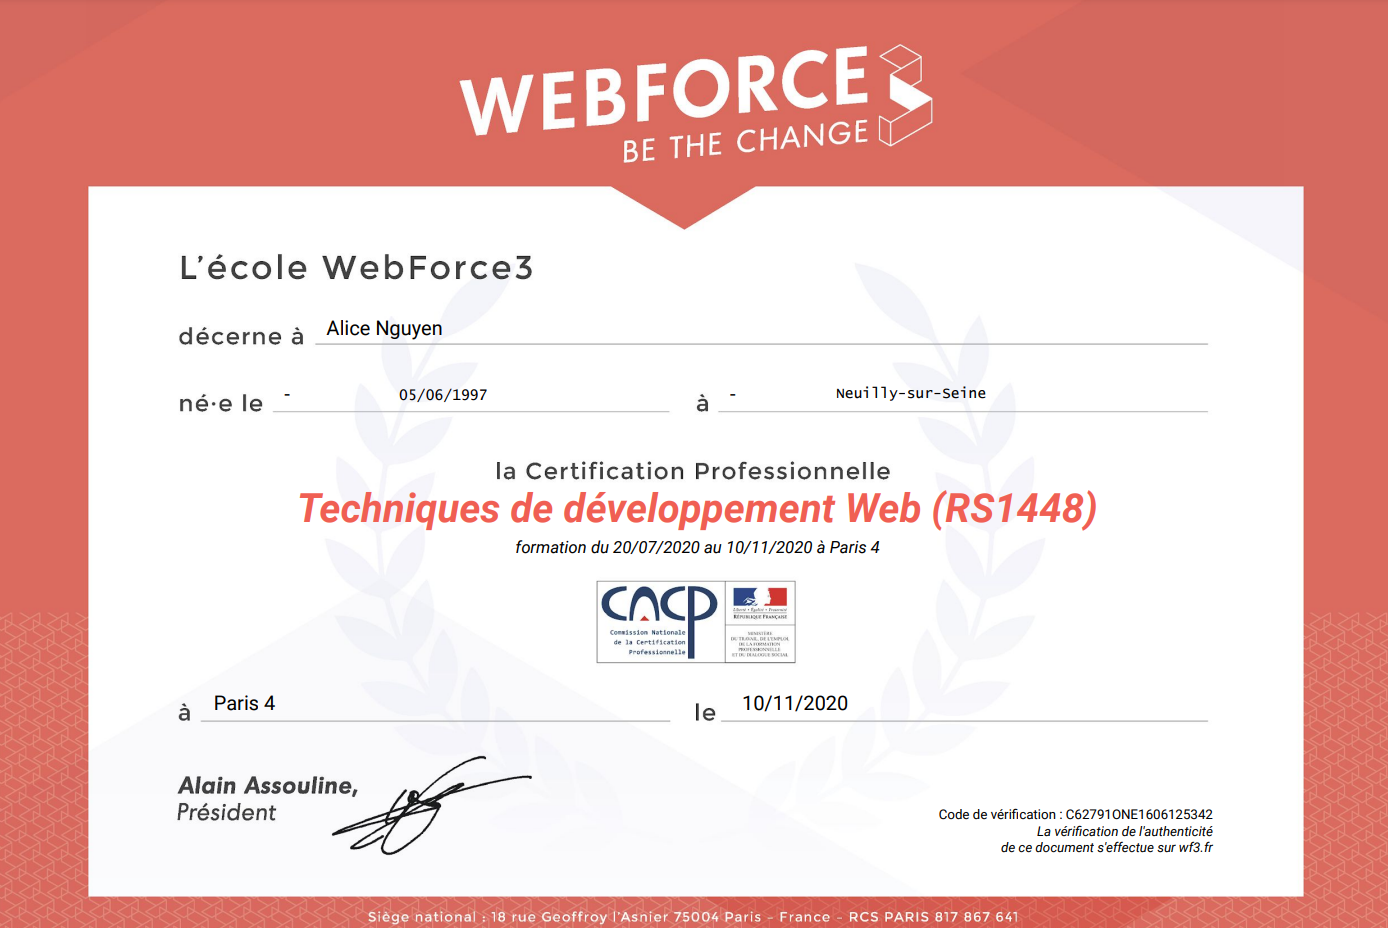 WEBFORCE3
BE THE CHANGE
L'école WebForce3
décerne à Alice Nguyen
né·e le - 05/06/1997 à - Neuilly-sur-Seine
la Certification Professionnelle
Techniques de développement Web (RS1448)
formation du 20/07/2020 au 10/11/2020 à Paris 4
CNCP
Commission Nationale
de la Certification
Professionnelle
Liberté • Égalité • Fraternité
RÉPUBLIQUE FRANÇAISE
MINISTÈRE
DU TRAVAIL, DE L'EMPLOI,
DE LA FORMATION
PROFESSIONNELLE
ET DU DIALOGUE SOCIAL
à Paris 4 le 10/11/2020
Alain Assouline,
Président
Code de vérification : C62791ONE1606125342
La vérification de l'authenticité
de ce document s'effectue sur wf3.fr
Siège national : 18 rue Geoffroy l'Asnier 75004 Paris - France - RCS PARIS 817 867 641